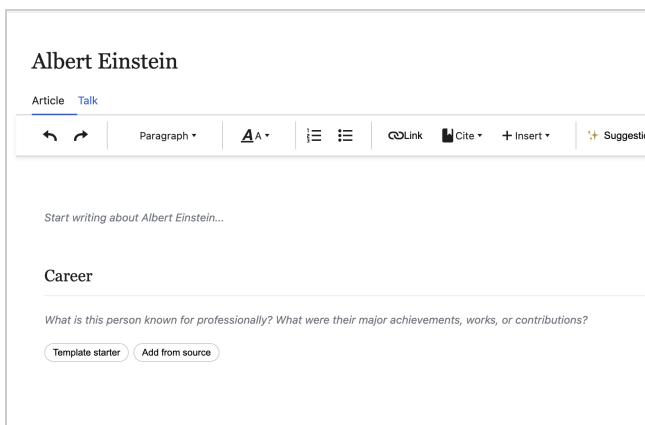 Albert Einstein
Article Talk
Paragraph A A Link Cite + Insert Suggesti
Start writing about Albert Einstein...
Career
What is this person known for professionally? What were their major achievements, works, or contributions?
Template starter Add from source